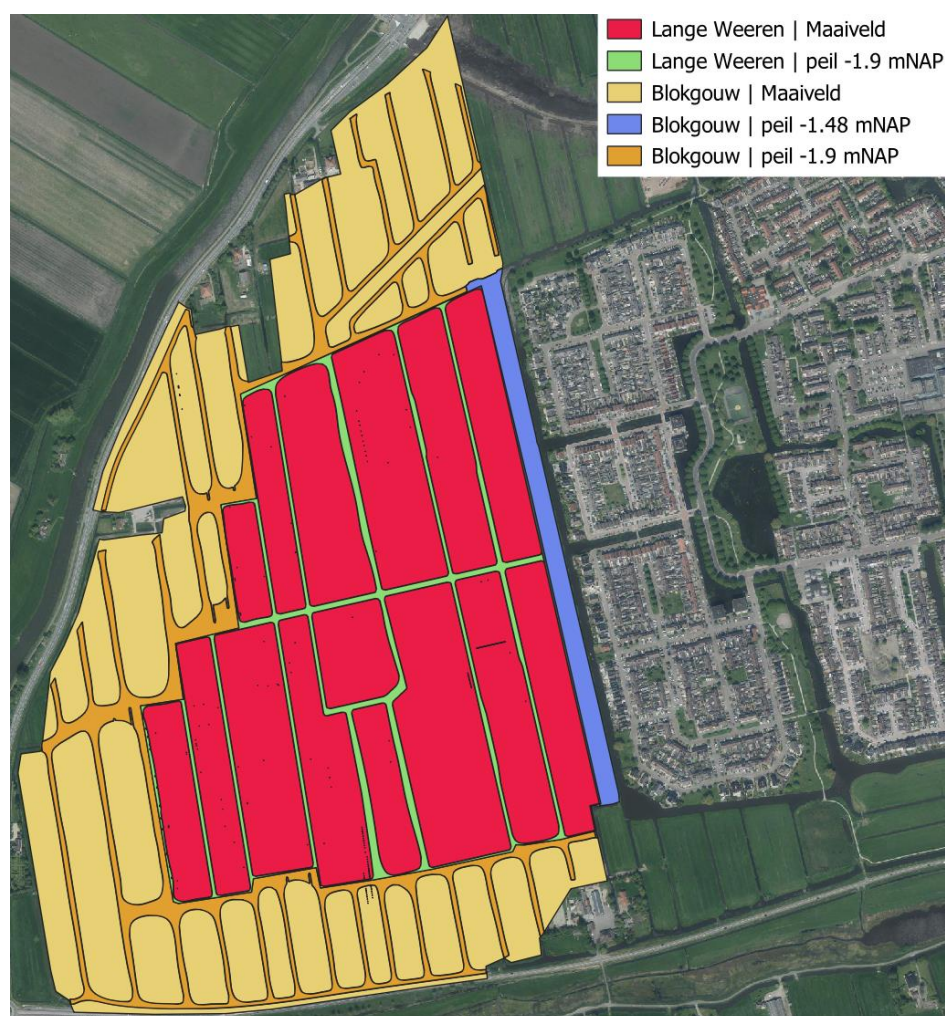 Lange Weeren | Maaiveld
Lange Weeren | peil -1.9 mNAP
Blokgouw | Maaiveld
Blokgouw | peil -1.48 mNAP
Blokgouw | peil -1.9 mNAP